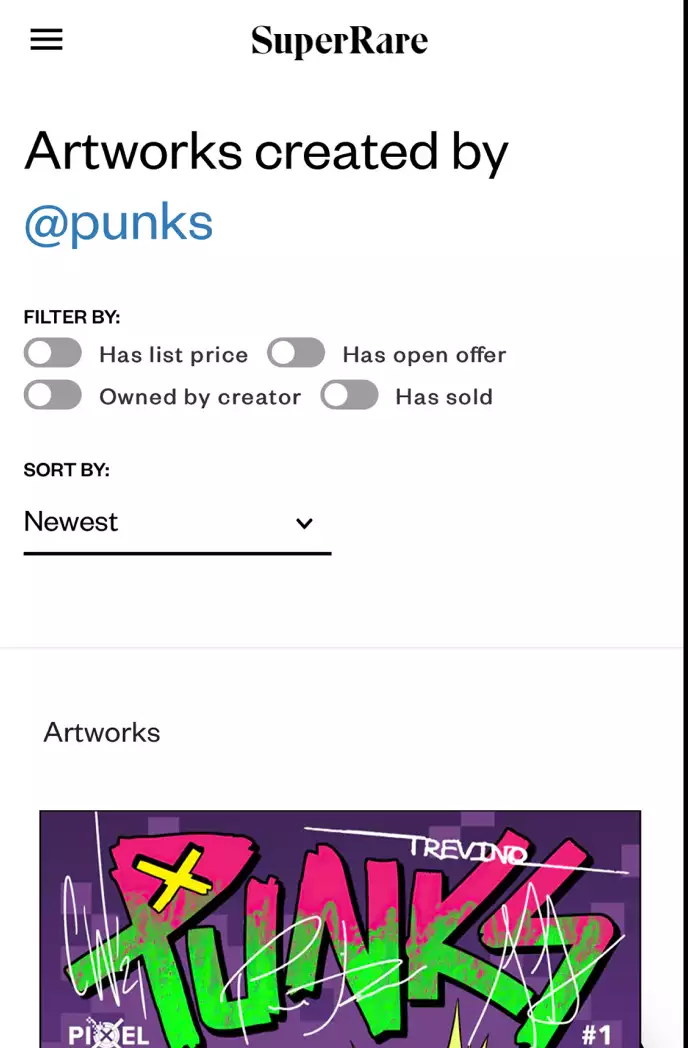 SuperRare
Artworks created by
@punks
FILTER BY:
Has list price Has open offer
Owned by creator Has sold
SORT BY:
Newest
Artworks
TREVINO
PUNKS
PIXEL #1